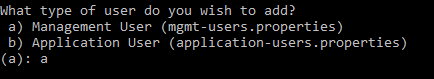 What type of user do you wish to add?
 a) Management User (mgmt-users.properties)
 b) Application User (application-users.properties)
(a): a